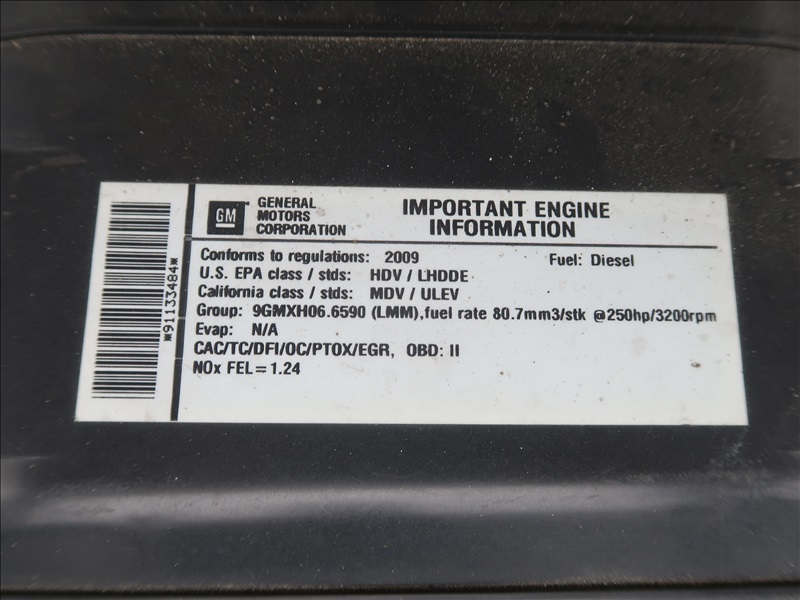 GM
GENERAL
MOTORS
CORPORATION
IMPORTANT ENGINE
INFORMATION
Conforms to regulations: 2009 Fuel: Diesel
U.S. EPA class / stds: HDV / LHDDE
California class / stds: MDV / ULEV
Group: 9GMXH06.6590 (LMM),fuel rate 80.7mm3/stk @250hp/3200rpm
Evap: N/A
CAC/TC/DFI/OC/PTOX/EGR, OBD: II
NOx FEL=1.24
*91133484*